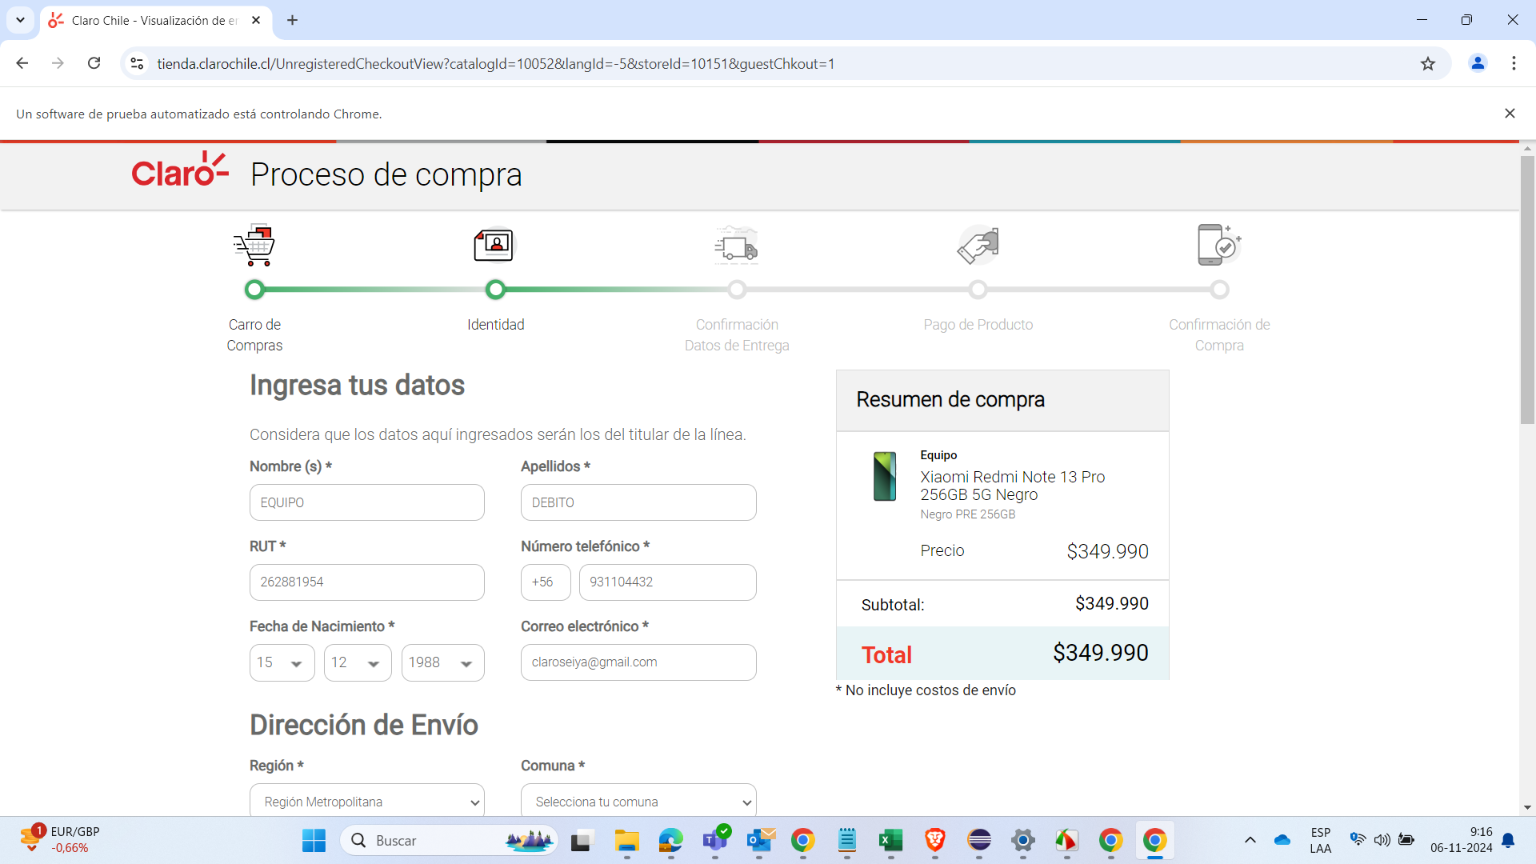 Claro Chile - Visualización de e
tienda.clarochile.cl/UnregisteredCheckoutView?catalogId=10052&langId=-5&storeId=10151&guestChkout=1
Un software de prueba automatizado está controlando Chrome.
Claro
Proceso de compra
Carro de
Compras
Identidad
Confirmación
Datos de Entrega
Pago de Producto
Confirmación de
Compra
Ingresa tus datos
Considera que los datos aquí ingresados serán los del titular de la línea.
Nombre (s) *
Apellidos *
EQUIPO
DEBITO
RUT *
Número telefónico *
262881954
+56
931104432
Fecha de Nacimiento *
Correo electrónico *
15
12
1988
claroseiya@gmail.com
Dirección de Envío
Región *
Comuna *
Región Metropolitana
Selecciona tu comuna
Resumen de compra
Equipo
Xiaomi Redmi Note 13 Pro
256GB 5G Negro
Negro PRE 256GB
Precio
$349.990
Subtotal:
$349.990
Total
$349.990
* No incluye costos de envío
1
EUR/GBP
-0,66%
Buscar
ESP
LAA
9:16
06-11-2024